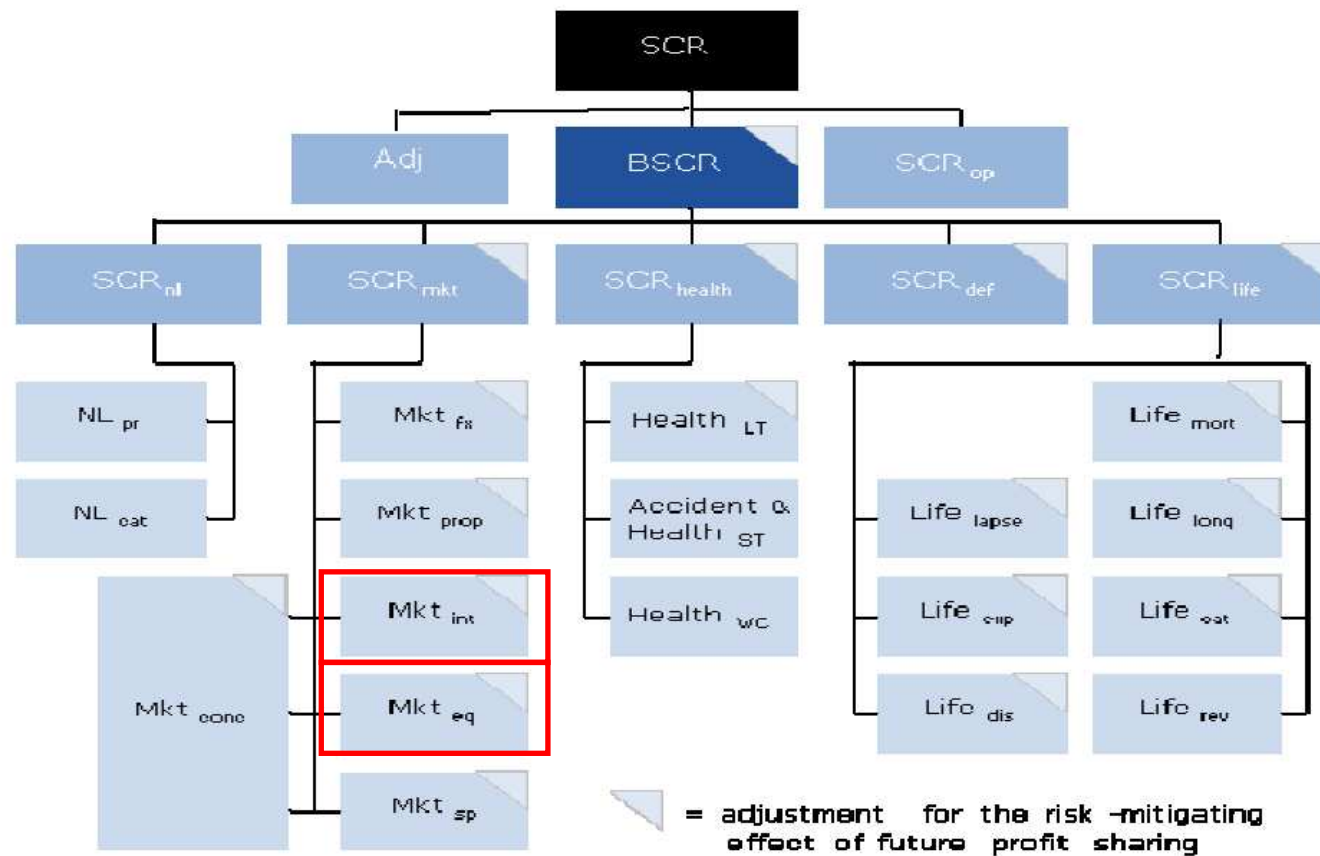 SCR
Adj
BSCR
SCR op
SCR nl
SCR mkt
SCR health
SCR def
SCR life
NL pr
Mkt fx
Health LT
Life mort
NL cat
Mkt prop
Accident &
Health ST
Life lapse
Life long
Mkt int
Health WC
Life exp
Life cat
Mkt conc
Mkt eq
Life dis
Life rev
Mkt sp
= adjustment for the risk -mitigating
effect of future profit sharing